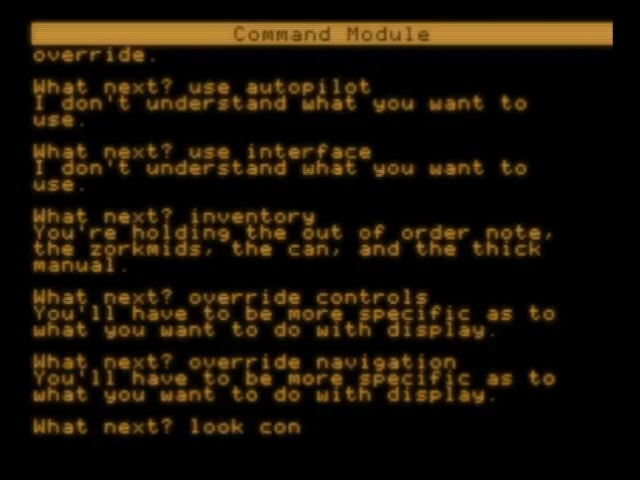 Command Module
override.
What next? use autopilot
I don't understand what you want to
use.
What next? use interface
I don't understand what you want to
use.
What next? inventory
You're holding the out of order note,
the zorkmids, the can, and the thick
manual.
What next? override controls
You'll have to be more specific as to
what you want to do with display.
What next? override navigation
You'll have to be more specific as to
what you want to do with display.
What next? look con